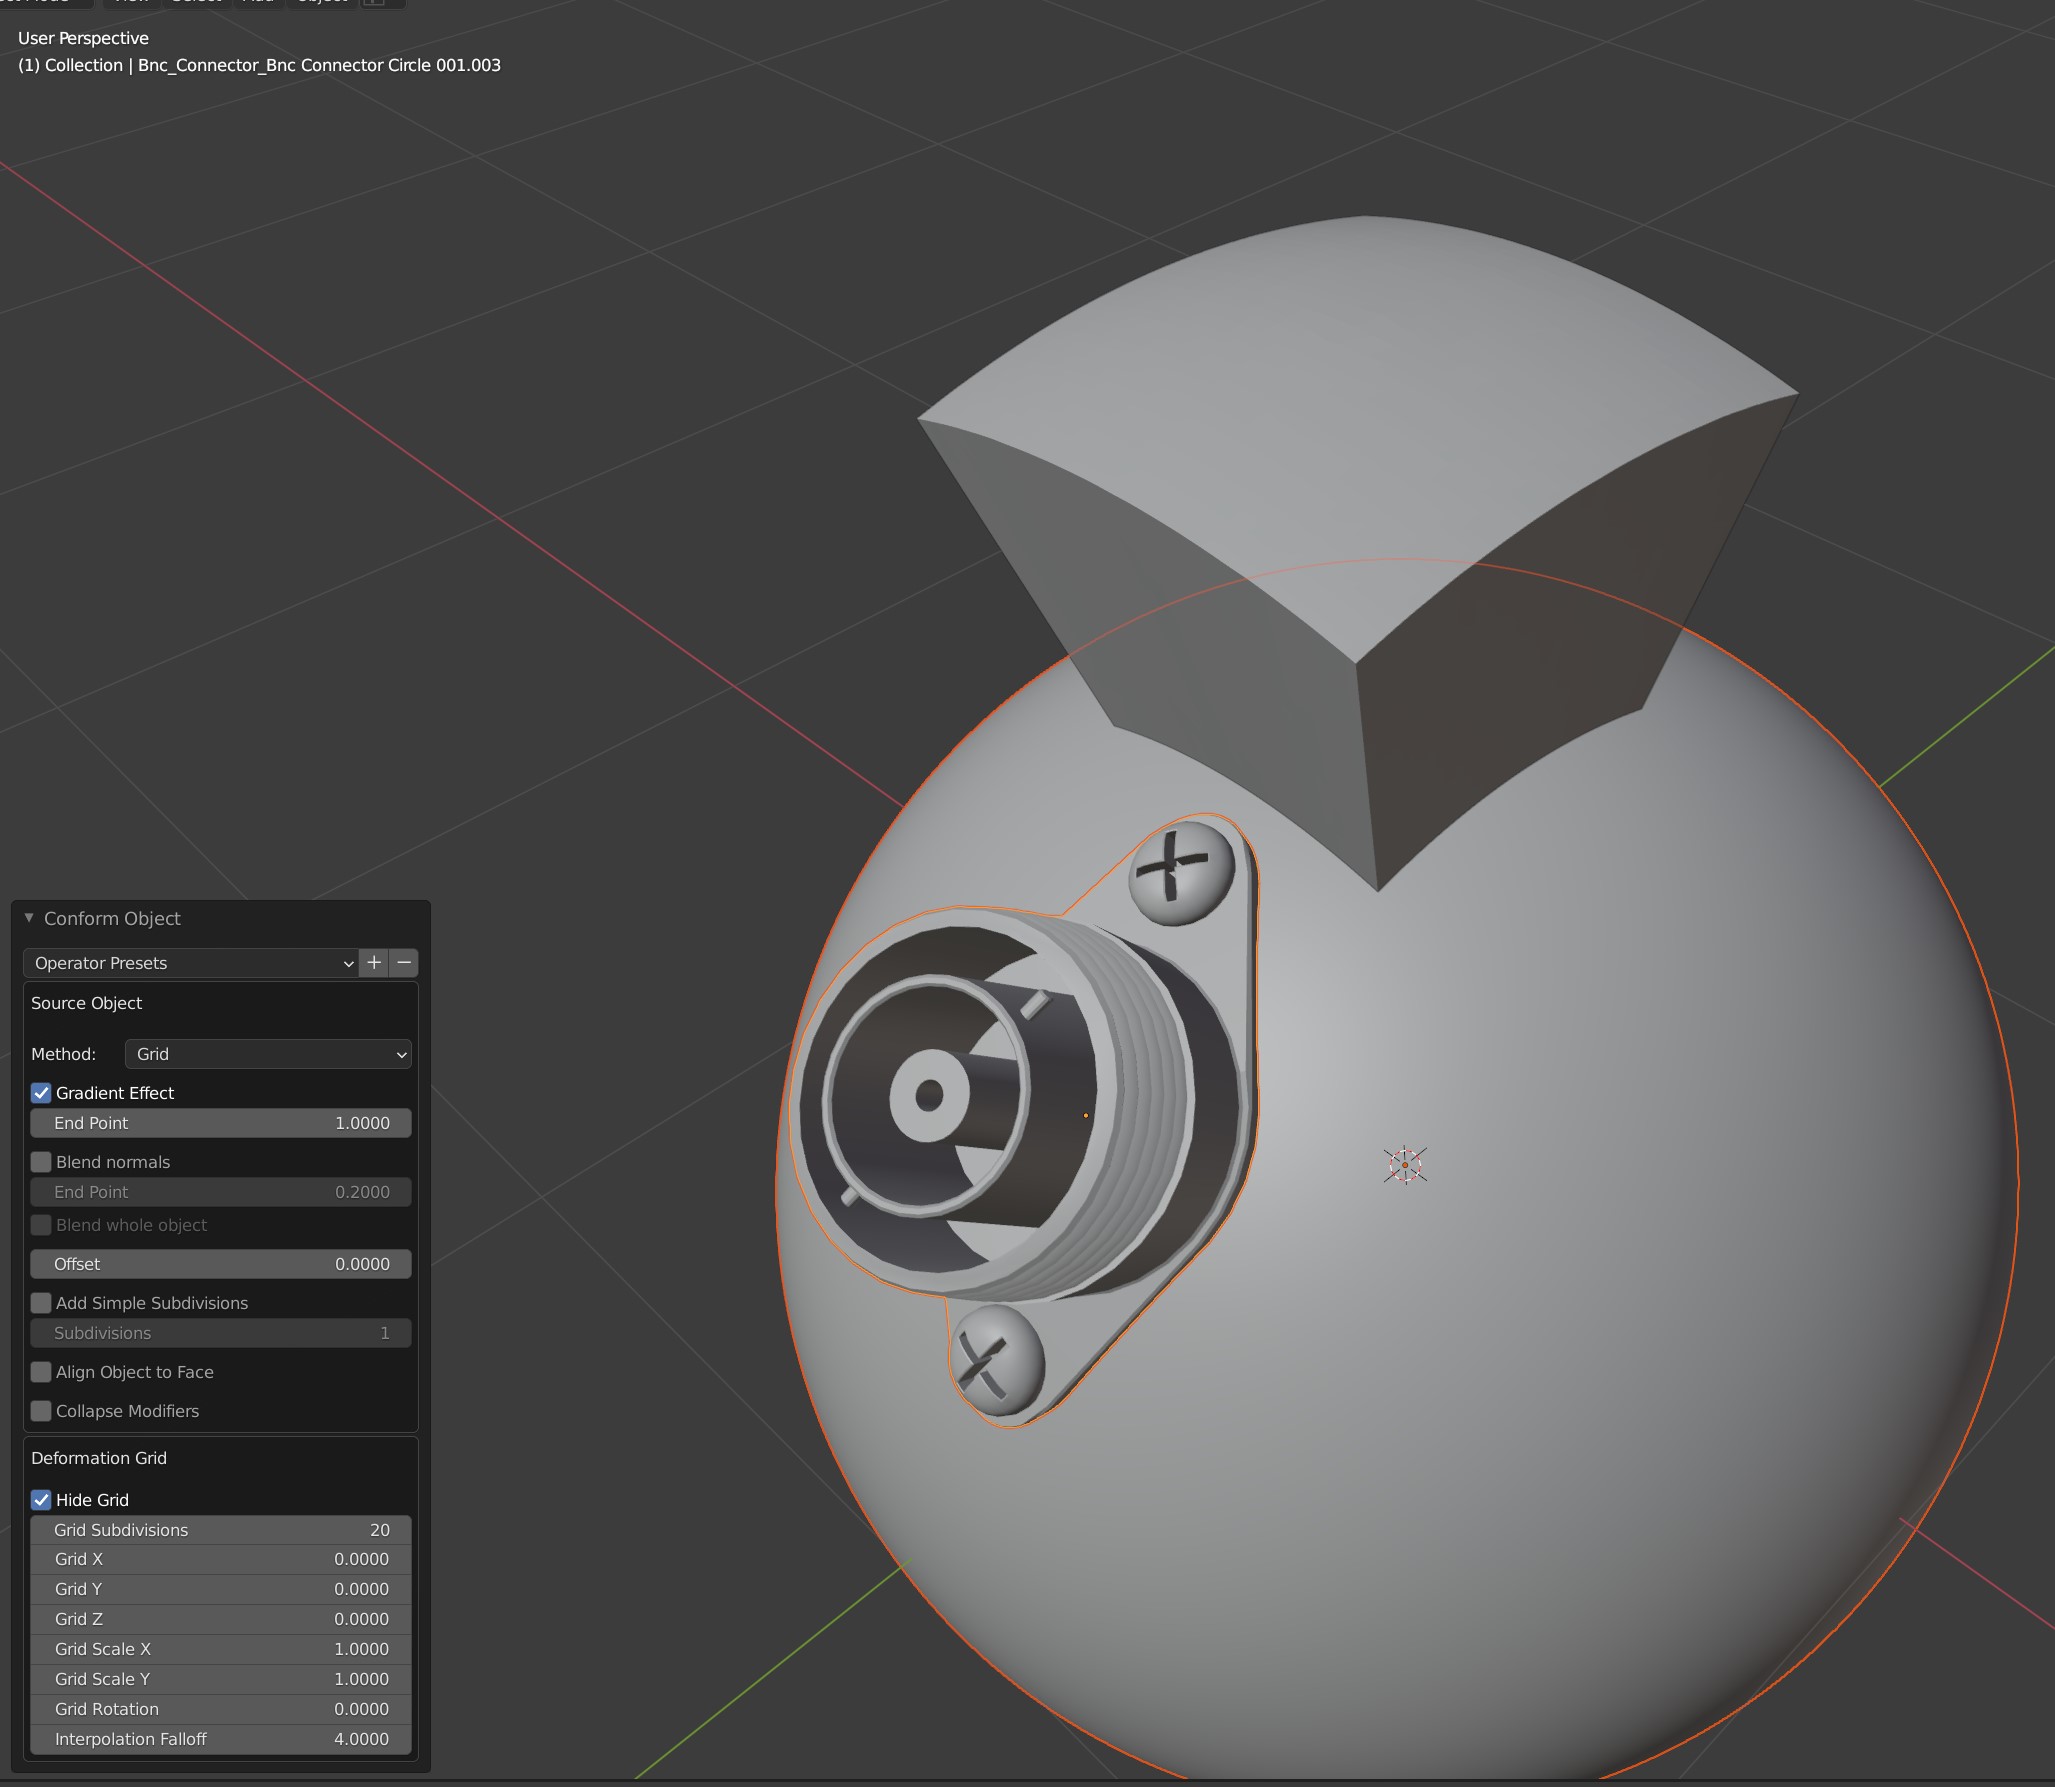 User Perspective
(1) Collection | Bnc_Connector_Bnc Connector Circle 001.003
Conform Object
Operator Presets
Source Object
Method: Grid
Gradient Effect
End Point 1.0000
Blend normals
End Point 0.2000
Blend whole object
Offset 0.0000
Add Simple Subdivisions
Subdivisions 1
Align Object to Face
Collapse Modifiers
Deformation Grid
Hide Grid
Grid Subdivisions 20
Grid X 0.0000
Grid Y 0.0000
Grid Z 0.0000
Grid Scale X 1.0000
Grid Scale Y 1.0000
Grid Rotation 0.0000
Interpolation Falloff 4.0000